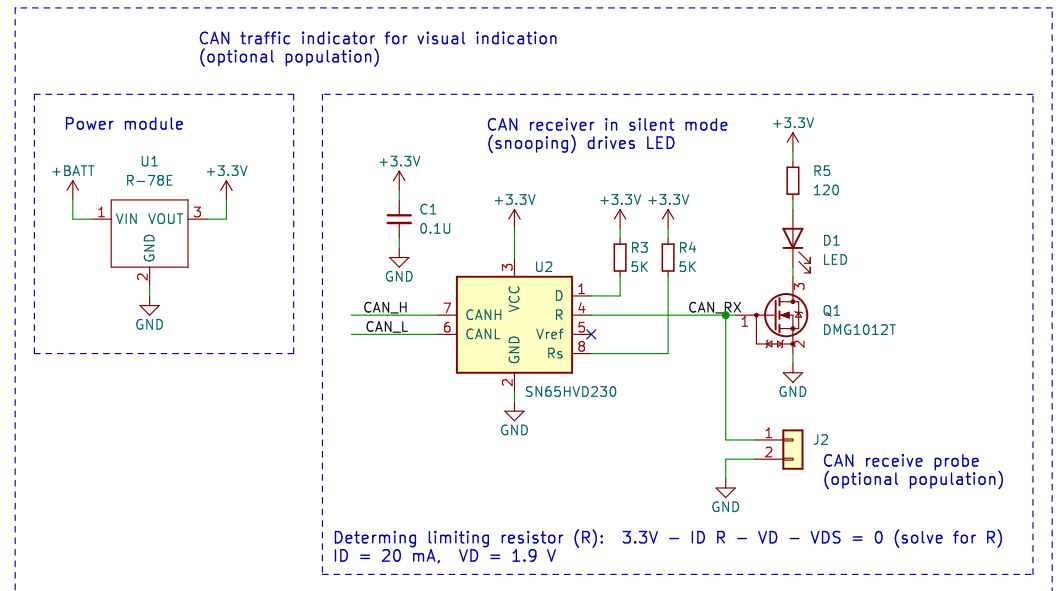 CAN traffic indicator for visual indication
(optional population)
Power module
U1
R-78E
+BATT
+3.3V
1
VIN
VOUT
3
GND
2
GND
CAN receiver in silent mode
(snooping) drives LED
+3.3V
C1
0.1U
GND
+3.3V
3
U2
VCC
CAN_H
7
CANH
CAN_L
6
CANL
GND
2
GND
SN65HVD230
D
1
R
4
Vref
5
Rs
8
+3.3V
R3
5K
+3.3V
R4
5K
CAN_RX
+3.3V
R5
120
D1
LED
3
1
Q1
DMG1012T
2
GND
1
2
J2
GND
CAN receive probe
(optional population)
Determing limiting resistor (R):  3.3V - ID R - VD - VDS = 0 (solve for R)
ID = 20 mA,  VD = 1.9 V